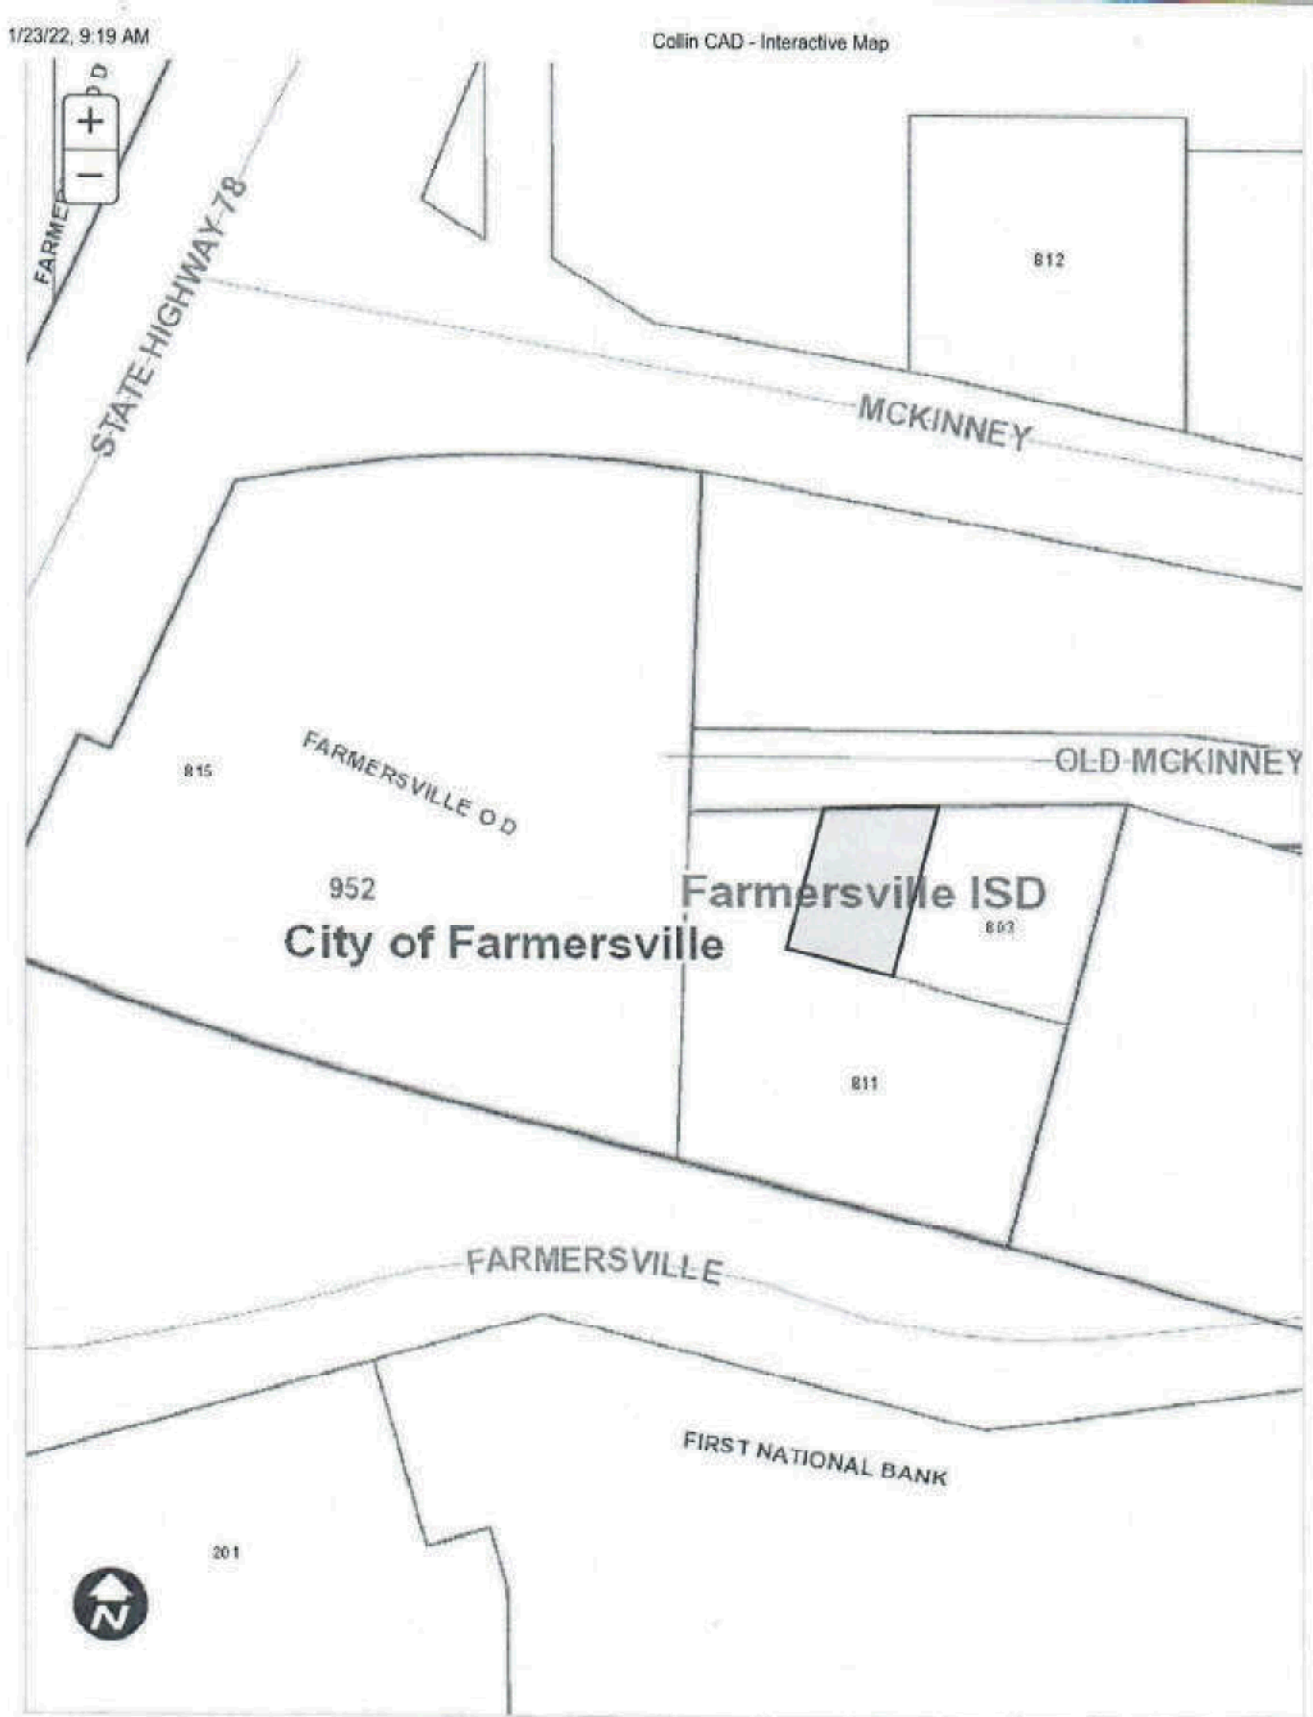 1/23/22, 9:19 AM
Collin CAD - Interactive Map
+
−
STATE HIGHWAY 78
812
MCKINNEY
815
FARMERSVILLE O D
OLD MCKINNEY
952
Farmersville ISD
803
City of Farmersville
811
FARMERSVILLE
FIRST NATIONAL BANK
201
N